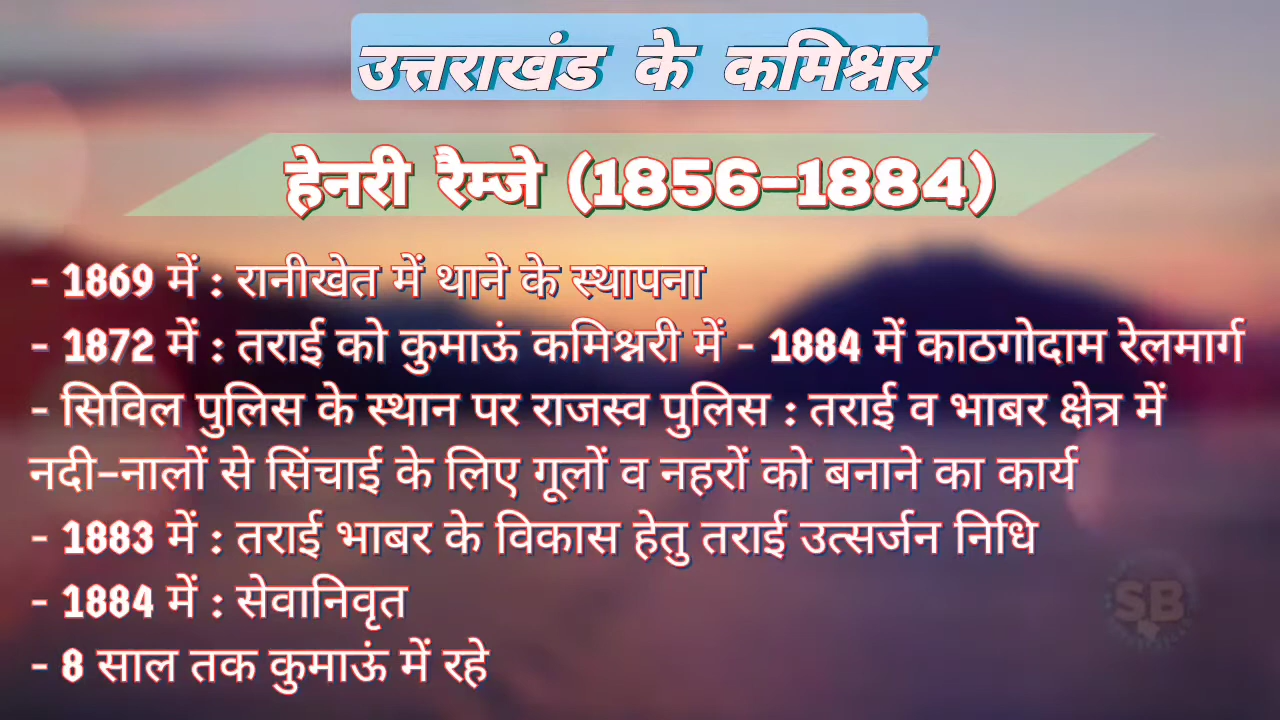 उत्तराखंड के कमिश्नर
हेनरी रैम्जे (1856-1884)
- 1869 में : रानीखेत में थाने के स्थापना
- 1872 में : तराई को कुमाऊं कमिश्नरी में - 1884 में काठगोदाम रेलमार्ग
- सिविल पुलिस के स्थान पर राजस्व पुलिस : तराई व भाबर क्षेत्र में
नदी-नालों से सिंचाई के लिए गूलों व नहरों को बनाने का कार्य
- 1883 में : तराई भाबर के विकास हेतु तराई उत्सर्जन निधि
- 1884 में : सेवानिवृत
- 8 साल तक कुमाऊं में रहे
SB